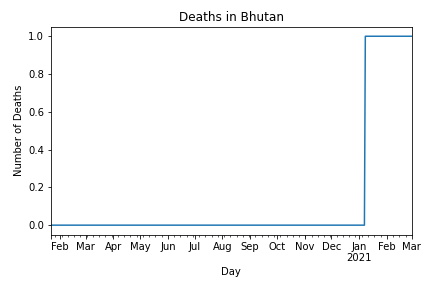 Deaths in Bhutan
Number of Deaths
1.0
0.8
0.6
0.4
0.2
0.0
Feb Mar Apr May Jun Jul Aug Sep Oct Nov Dec Jan Feb Mar
2021
Day